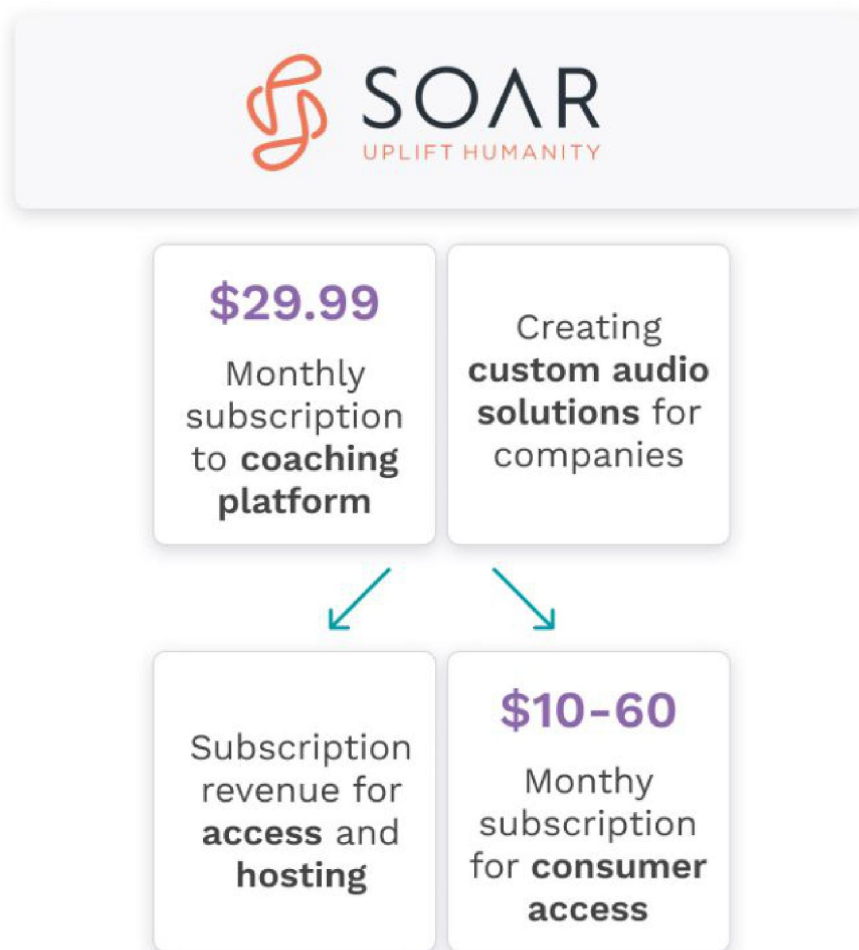 SOAR
UPLIFT HUMANITY
$29.99
Monthly
subscription
to coaching
platform
Creating
custom audio
solutions for
companies
Subscription
revenue for
access and
hosting
$10-60
Monthy
subscription
for consumer
access